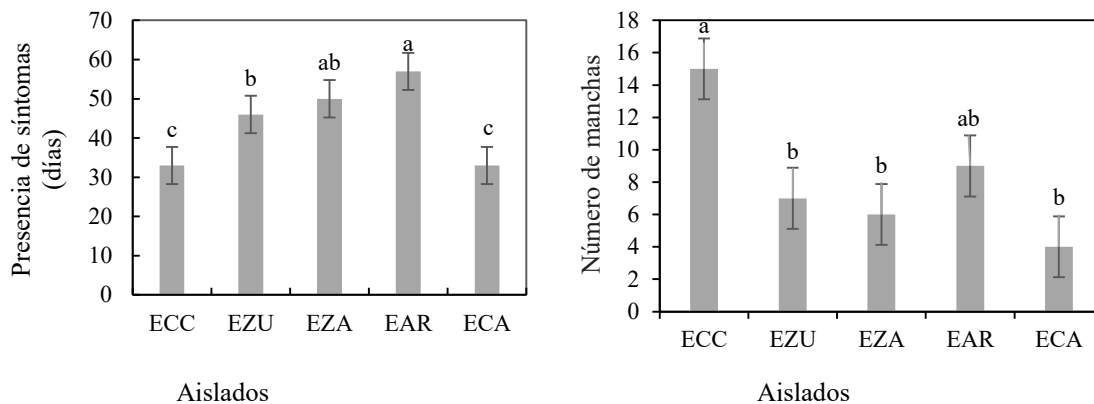 Presencia de síntomas
(días)
70
60
50
40
30
20
10
0
c
b
ab
a
c
ECC EZU EZA EAR ECA
Aislados
Número de manchas
18
16
14
12
10
8
6
4
2
0
a
b
b
ab
b
ECC EZU EZA EAR ECA
Aislados